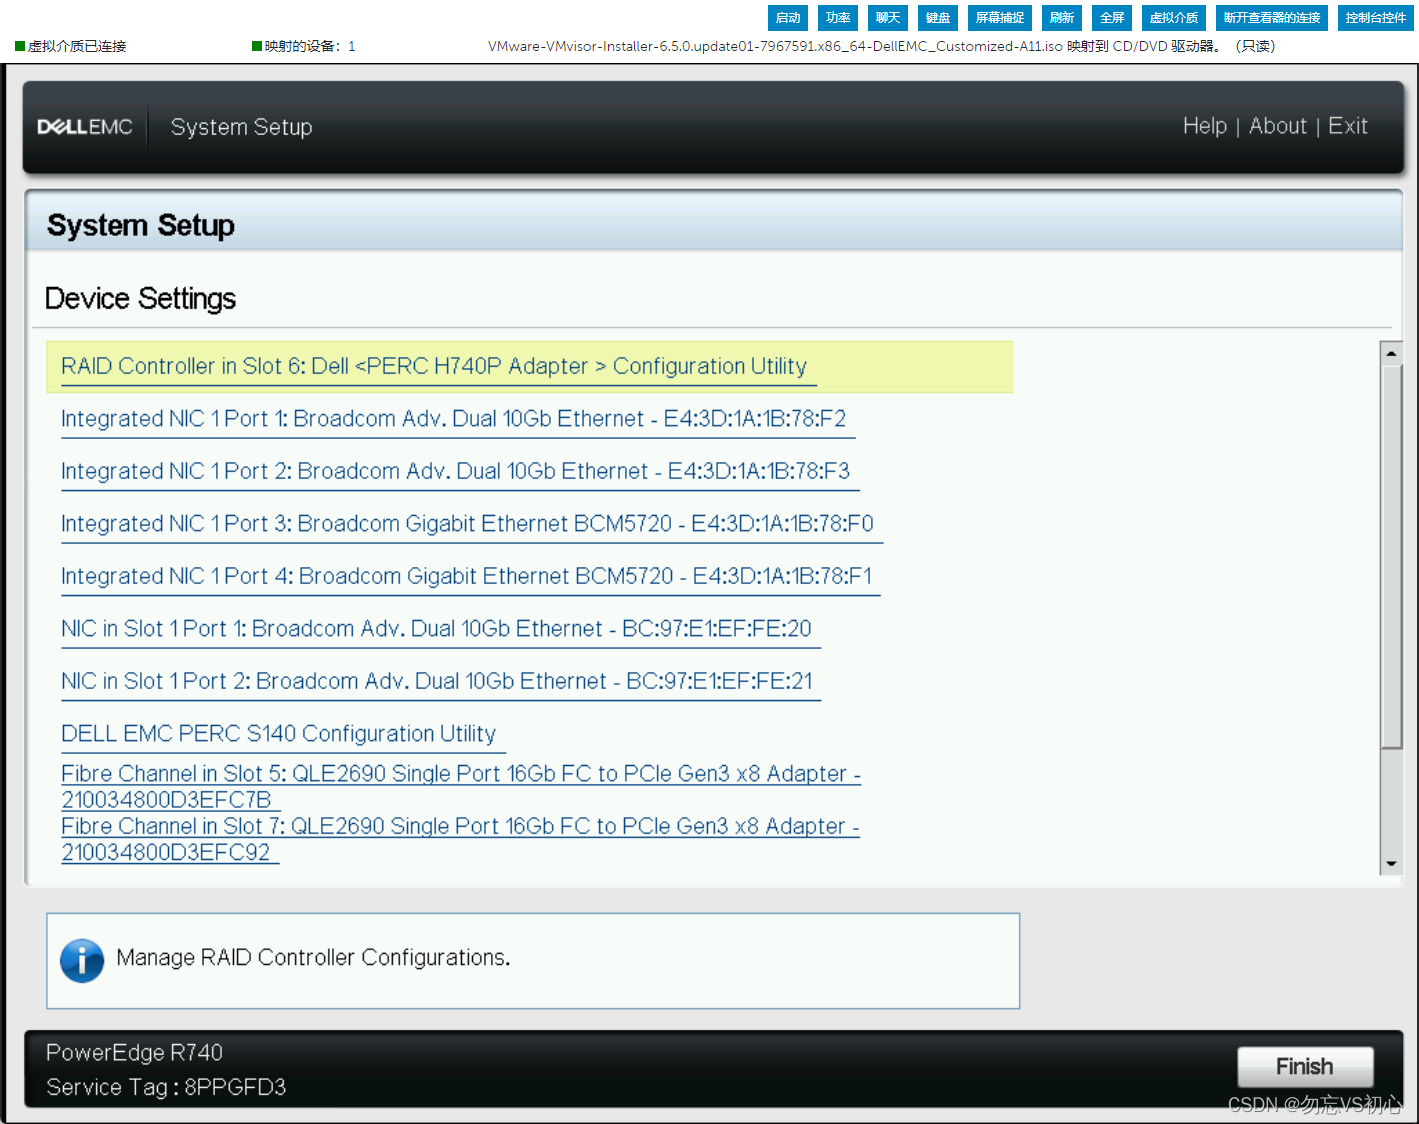 启动 功率 聊天 键盘 屏幕捕捉 刷新 全屏 虚拟介质 断开查看器的连接 控制台控件
虚拟介质已连接 映射的设备：1 VMware-VMvisor-Installer-6.5.0.update01-7967591.x86_64-DellEMC_Customized-A11.iso 映射到 CD/DVD 驱动器。（只读）
DELLEMC System Setup Help | About | Exit
System Setup
Device Settings
RAID Controller in Slot 6: Dell <PERC H740P Adapter > Configuration Utility
Integrated NIC 1 Port 1: Broadcom Adv. Dual 10Gb Ethernet - E4:3D:1A:1B:78:F2
Integrated NIC 1 Port 2: Broadcom Adv. Dual 10Gb Ethernet - E4:3D:1A:1B:78:F3
Integrated NIC 1 Port 3: Broadcom Gigabit Ethernet BCM5720 - E4:3D:1A:1B:78:F0
Integrated NIC 1 Port 4: Broadcom Gigabit Ethernet BCM5720 - E4:3D:1A:1B:78:F1
NIC in Slot 1 Port 1: Broadcom Adv. Dual 10Gb Ethernet - BC:97:E1:EF:FE:20
NIC in Slot 1 Port 2: Broadcom Adv. Dual 10Gb Ethernet - BC:97:E1:EF:FE:21
DELL EMC PERC S140 Configuration Utility
Fibre Channel in Slot 5: QLE2690 Single Port 16Gb FC to PCIe Gen3 x8 Adapter -
210034800D3EFC7B
Fibre Channel in Slot 7: QLE2690 Single Port 16Gb FC to PCIe Gen3 x8 Adapter -
210034800D3EFC92
Manage RAID Controller Configurations.
PowerEdge R740
Service Tag : 8PPGFD3
Finish
CSDN @勿忘VS初心